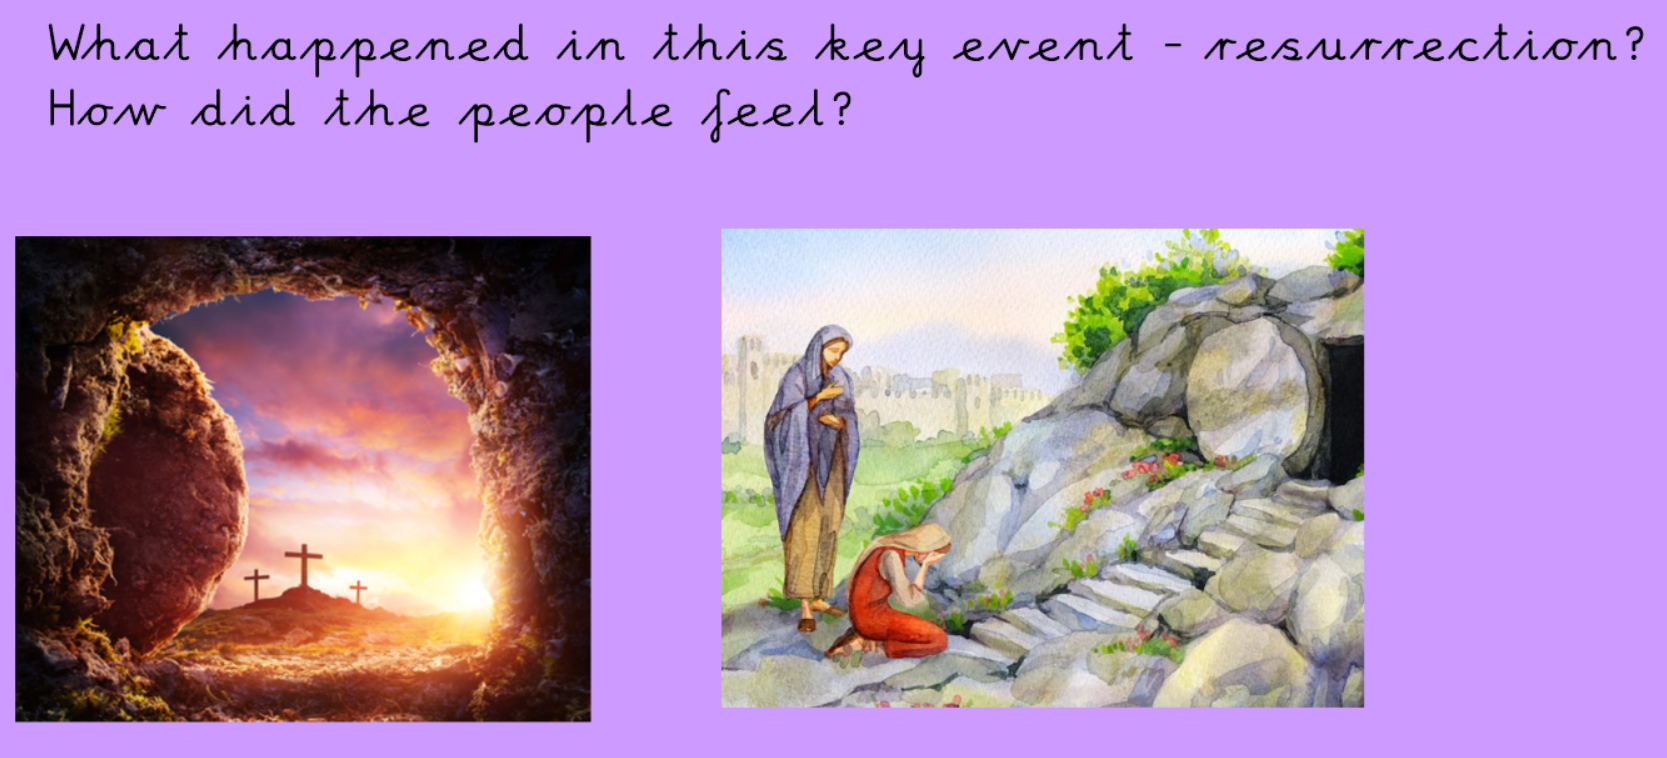 What happened in this key event - resurrection?
How did the people feel?